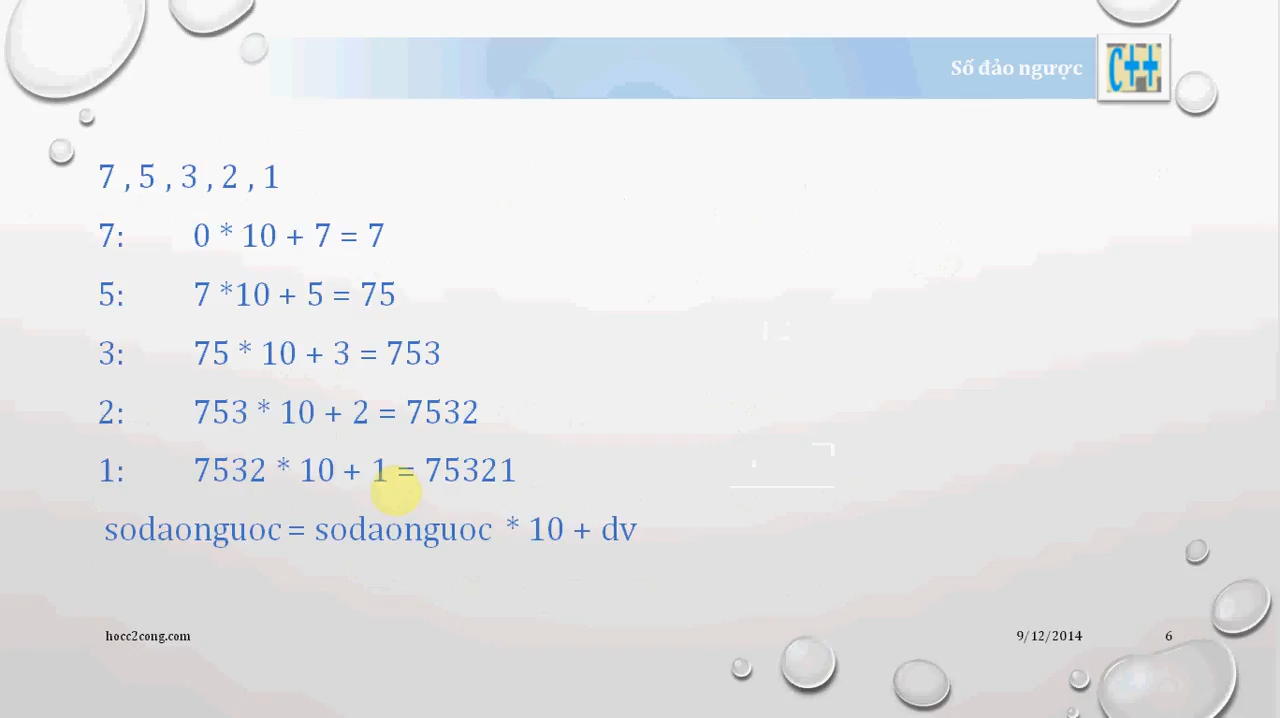 Số đảo ngược
C++
7 , 5 , 3 , 2 , 1
7: 0 * 10 + 7 = 7
5: 7 *10 + 5 = 75
3: 75 * 10 + 3 = 753
2: 753 * 10 + 2 = 7532
1: 7532 * 10 + 1 = 75321
sodaonguoc = sodaonguoc * 10 + dv
hocc2cong.com
9/12/2014
6